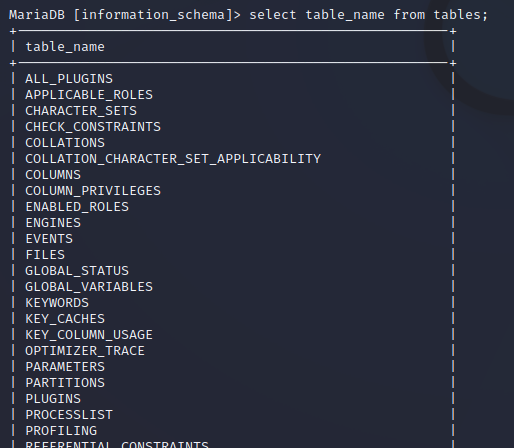 MariaDB [information_schema]> select table_name from tables;
+------------------------------------------------------+
| table_name |
+------------------------------------------------------+
| ALL_PLUGINS |
| APPLICABLE_ROLES |
| CHARACTER_SETS |
| CHECK_CONSTRAINTS |
| COLLATIONS |
| COLLATION_CHARACTER_SET_APPLICABILITY |
| COLUMNS |
| COLUMN_PRIVILEGES |
| ENABLED_ROLES |
| ENGINES |
| EVENTS |
| FILES |
| GLOBAL_STATUS |
| GLOBAL_VARIABLES |
| KEYWORDS |
| KEY_CACHES |
| KEY_COLUMN_USAGE |
| OPTIMIZER_TRACE |
| PARAMETERS |
| PARTITIONS |
| PLUGINS |
| PROCESSLIST |
| PROFILING |
| REFERENTIAL_CONSTRAINTS |